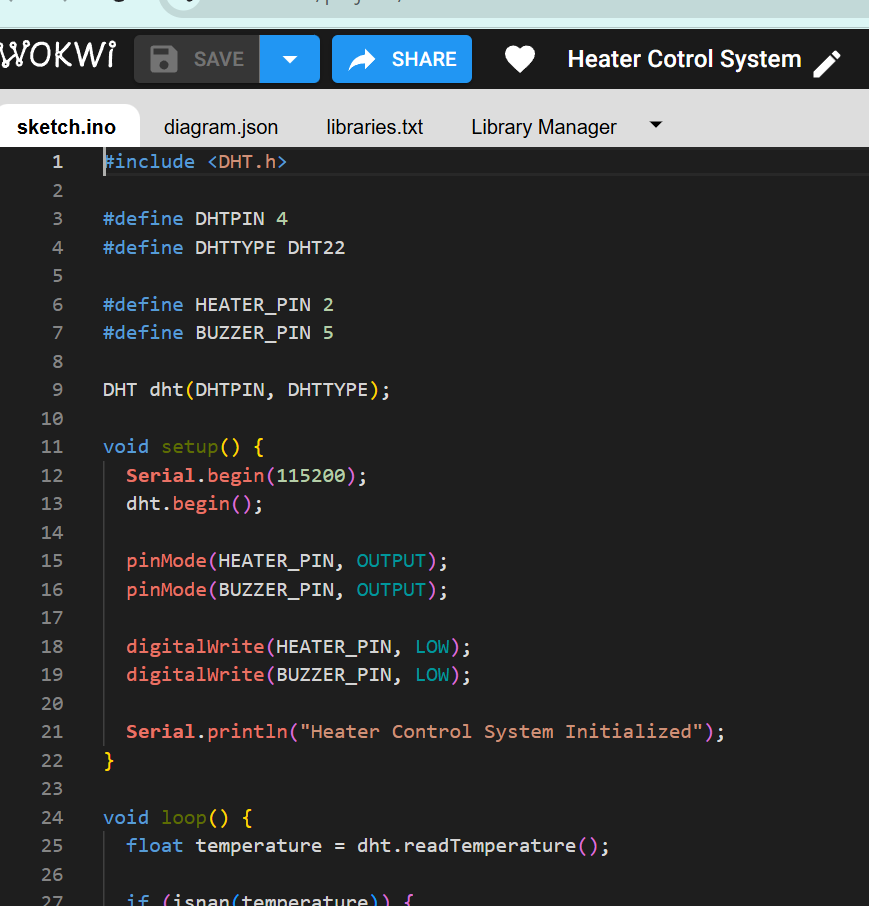 WOKWi SAVE SHARE Heater Cotrol System
sketch.ino diagram.json libraries.txt Library Manager
1 #include <DHT.h>
2
3 #define DHTPIN 4
4 #define DHTTYPE DHT22
5
6 #define HEATER_PIN 2
7 #define BUZZER_PIN 5
8
9 DHT dht(DHTPIN, DHTTYPE);
10
11 void setup() {
12 Serial.begin(115200);
13 dht.begin();
14
15 pinMode(HEATER_PIN, OUTPUT);
16 pinMode(BUZZER_PIN, OUTPUT);
17
18 digitalWrite(HEATER_PIN, LOW);
19 digitalWrite(BUZZER_PIN, LOW);
20
21 Serial.println("Heater Control System Initialized");
22 }
23
24 void loop() {
25 float temperature = dht.readTemperature();
26
27 if (isnan(temperature)) {